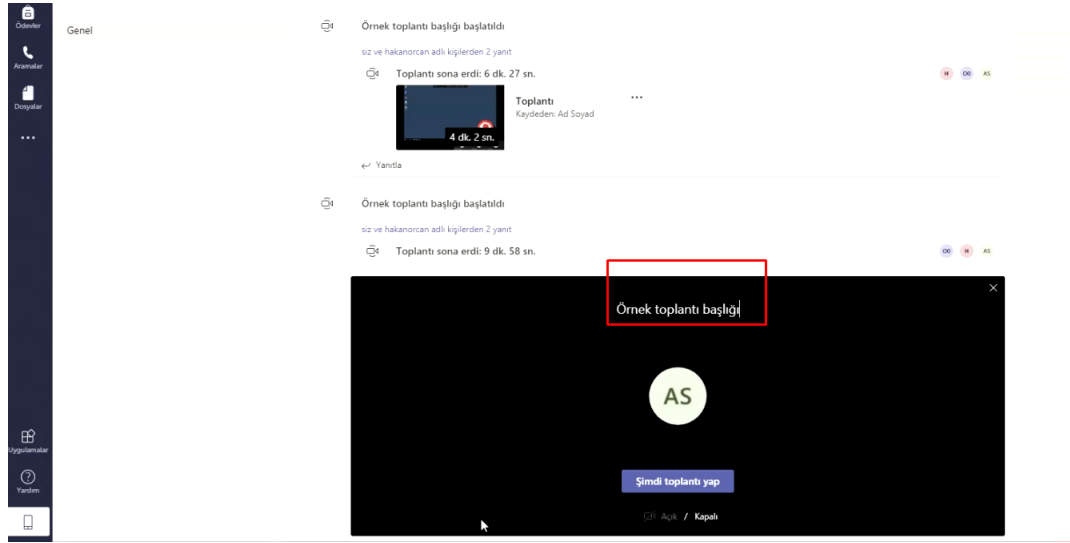 Ödevler
Aramalar
Dosyalar
Uygulamalar
Yardım
Genel
Örnek toplantı başlığı başlatıldı
siz ve hakanorcan adlı kişilerden 2 yanıt
Toplantı sona erdi: 6 dk. 27 sn.
H OO AS
Toplantı
Kaydeden: Ad Soyad
4 dk. 2 sn.
Yanıtla
Örnek toplantı başlığı başlatıldı
siz ve hakanorcan adlı kişilerden 2 yanıt
Toplantı sona erdi: 9 dk. 58 sn.
OO H AS
Örnek toplantı başlığı
AS
Şimdi toplantı yap
Açık / Kapalı